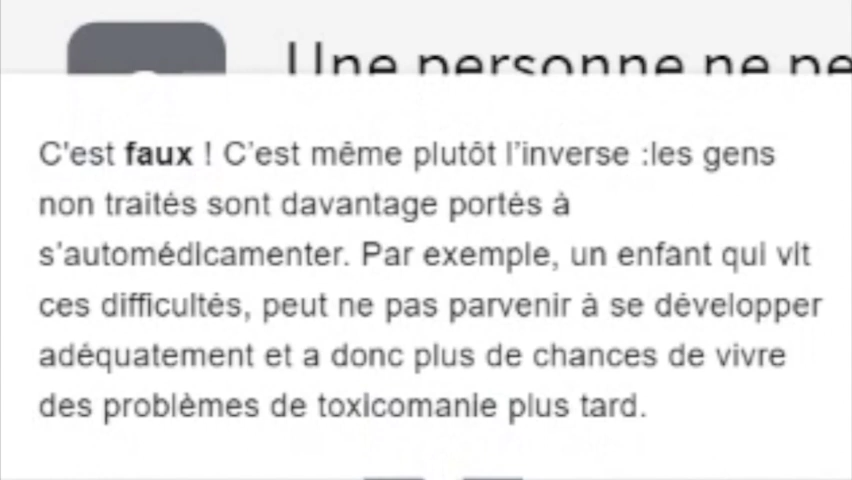 Une personne ne pe
C'est faux ! C'est même plutôt l'inverse :les gens
non traités sont davantage portés à
s'automédicamenter. Par exemple, un enfant qui vit
ces difficultés, peut ne pas parvenir à se développer
adéquatement et a donc plus de chances de vivre
des problèmes de toxicomanie plus tard.